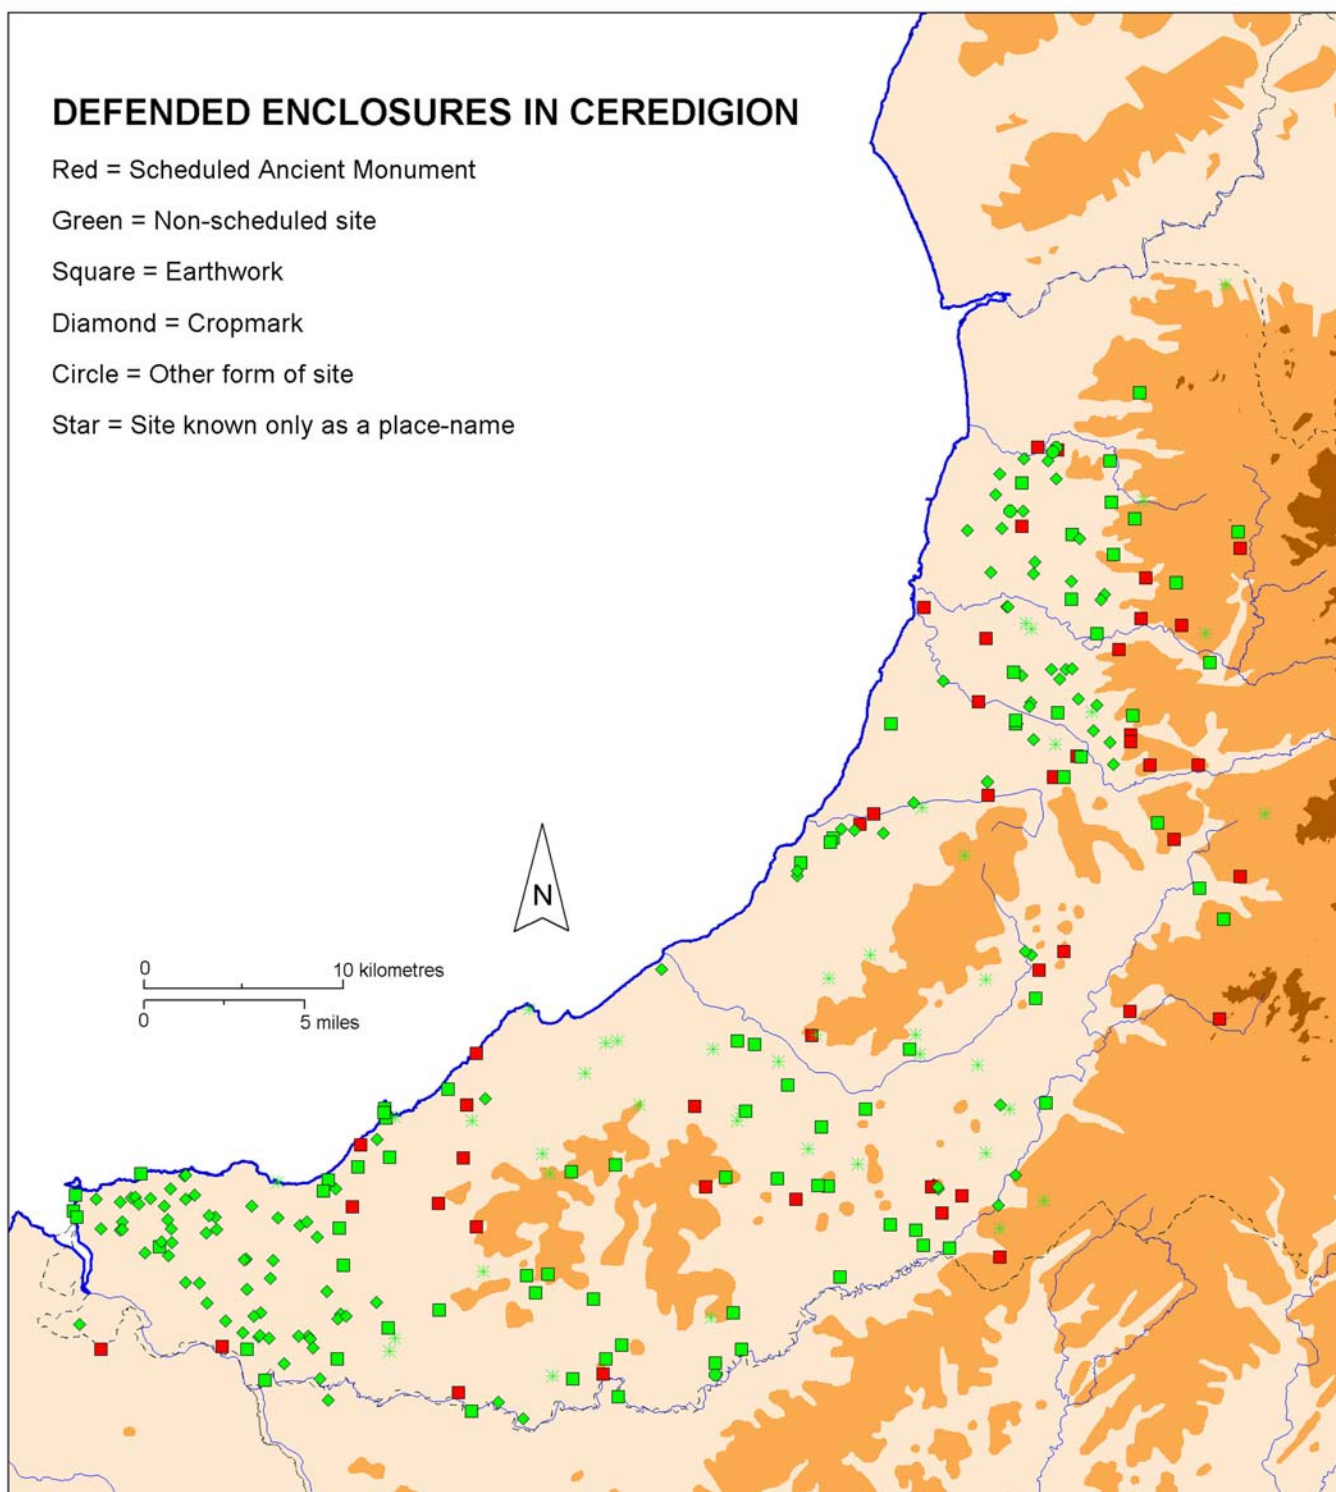 DEFENDED ENCLOSURES IN CEREDIGION
Red = Scheduled Ancient Monument
Green = Non-scheduled site
Square = Earthwork
Diamond = Cropmark
Circle = Other form of site
Star = Site known only as a place-name
N
0 10 kilometres
0 5 miles